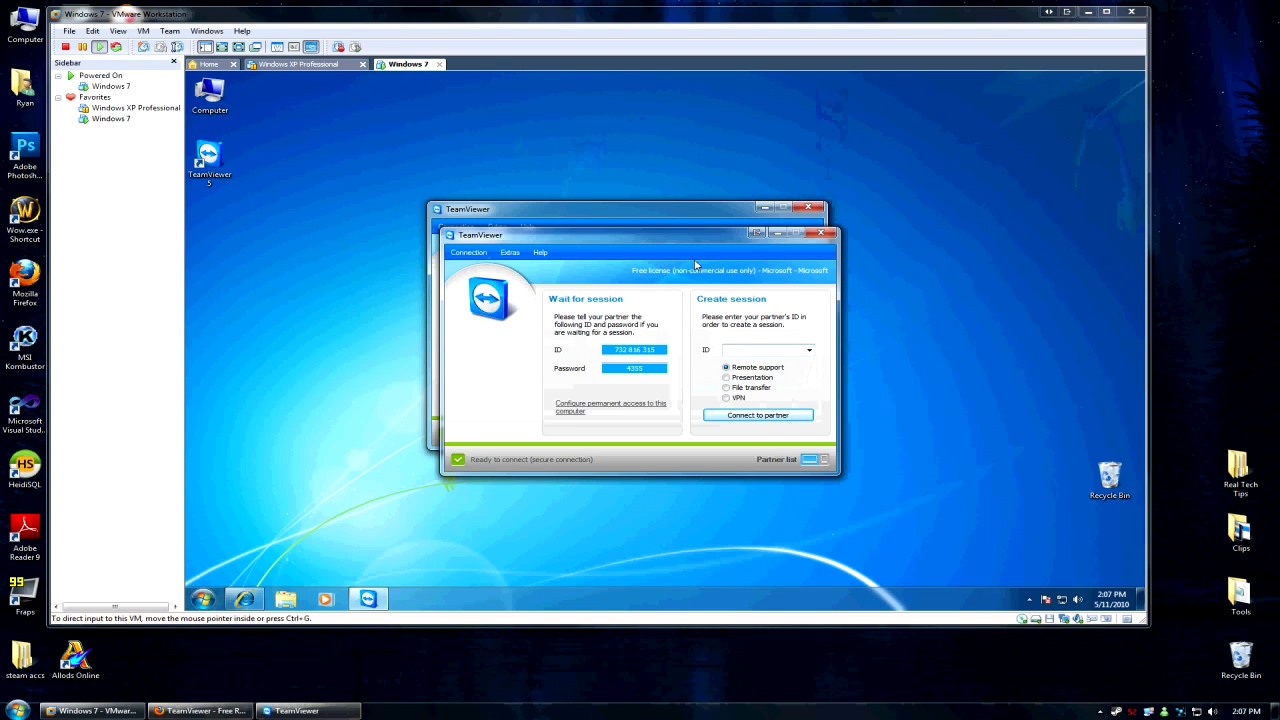 Windows 7 - VMware Workstation
File Edit View VM Team Windows Help
Sidebar
Powered On
Windows 7
Favorites
Windows XP Professional
Windows 7
Home
Windows XP Professional
Windows 7
Computer
TeamViewer
5
TeamViewer
TeamViewer
Connection Extras Help
Free license (non-commercial use only) - Microsoft - Microsoft
Wait for session
Please tell your partner the
following ID and password if you
are waiting for a session.
ID 732 816 315
Password 4355
Configure permanent access to this
computer
Create session
Please enter your partner's ID in
order to create a session.
ID
Remote support
Presentation
File transfer
VPN
Connect to partner
Ready to connect (secure connection)
Partner list
Recycle Bin
2:07 PM
5/11/2010
To direct input to this VM, move the mouse pointer inside or press Ctrl+G.
Computer
Ryan
Ps
Adobe
Photosh...
Wow.exe -
Shortcut
Mozilla
Firefox
MSI
Kombustor
Microsoft
Visual Stud...
HS
HeidiSQL
Adobe
Reader 9
99
Fraps
steam accs
Allods Online
Real Tech
Tips
Clips
Tools
Recycle Bin
Windows 7 - VMwar...
TeamViewer - Free R...
TeamViewer
2:07 PM